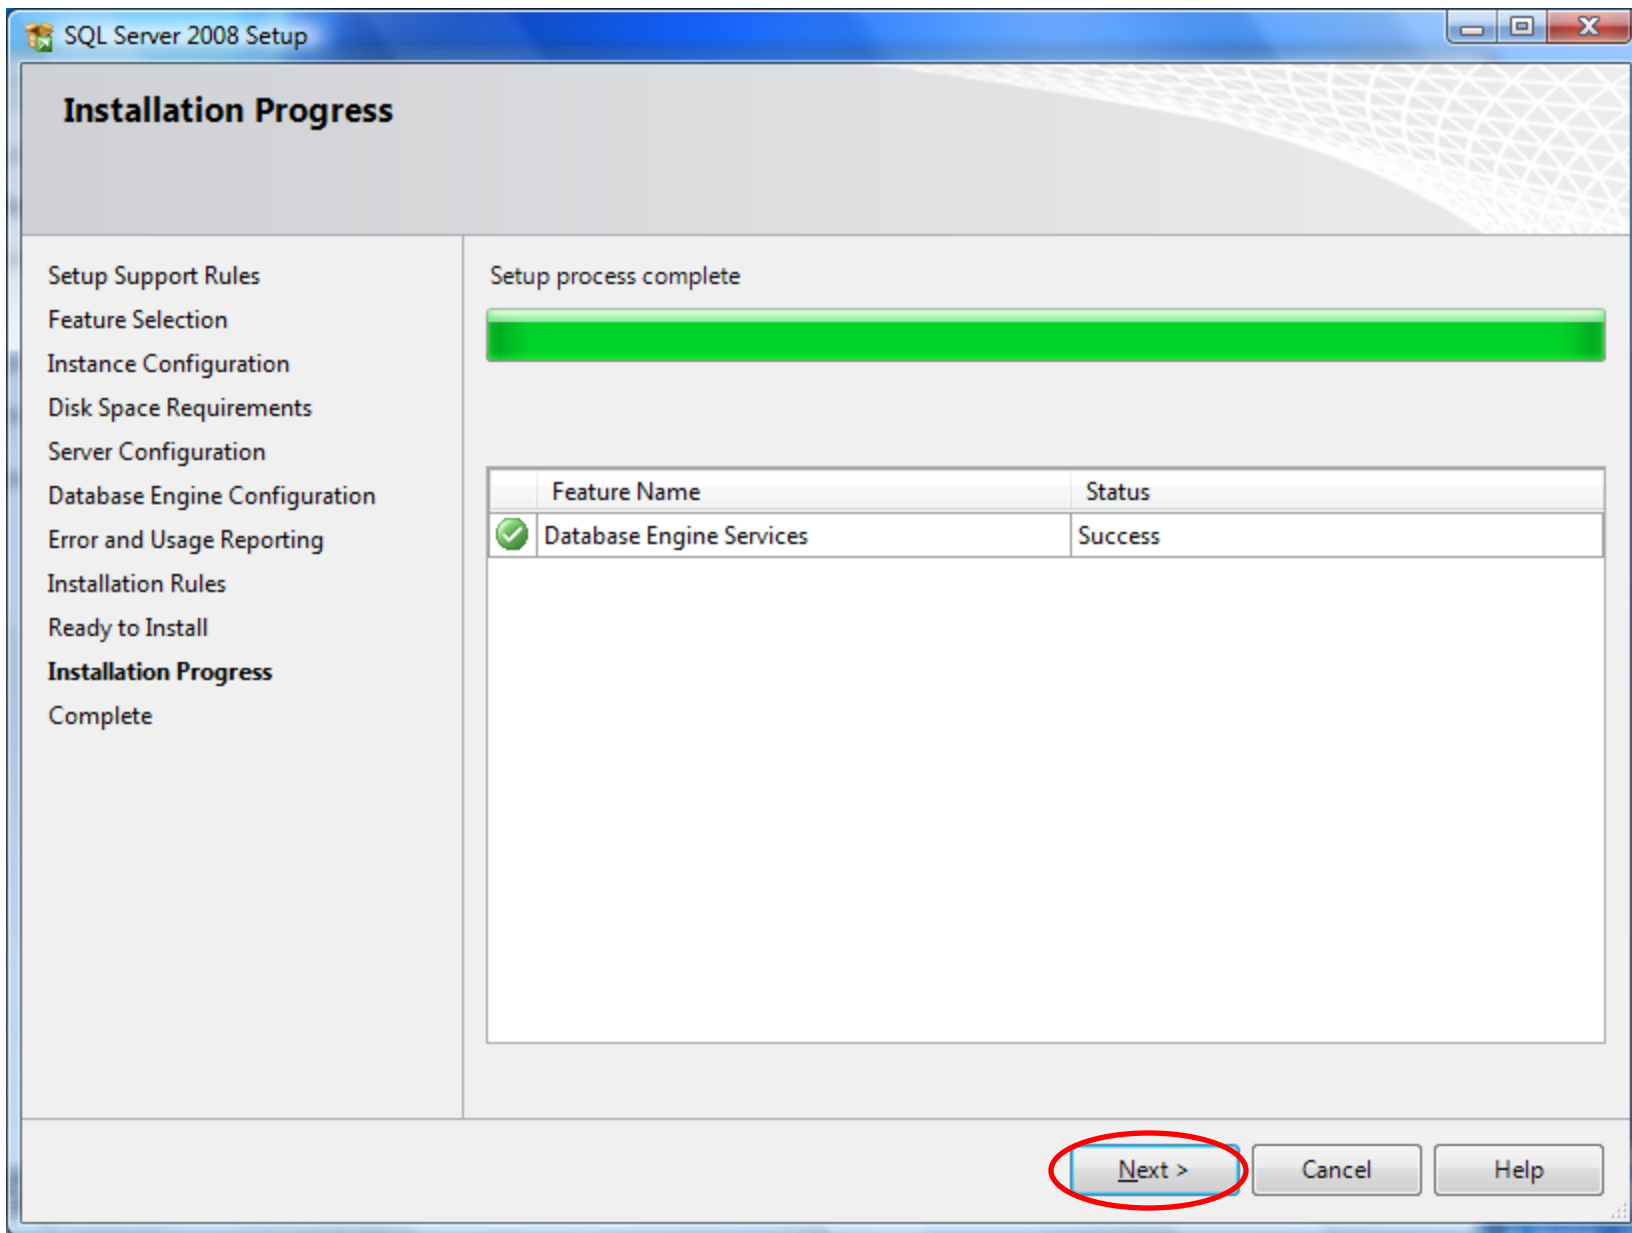 SQL Server 2008 Setup
Installation Progress
Setup Support Rules
Feature Selection
Instance Configuration
Disk Space Requirements
Server Configuration
Database Engine Configuration
Error and Usage Reporting
Installation Rules
Ready to Install
Installation Progress
Complete
Setup process complete
Feature Name Status
Database Engine Services Success
Next > Cancel Help